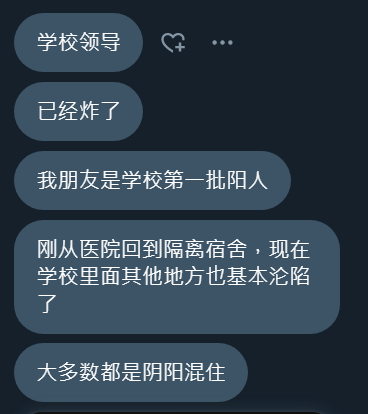 学校领导
已经炸了
我朋友是学校第一批阳人
刚从医院回到隔离宿舍，现在
学校里面其他地方也基本沦陷
了
大多数都是阴阳混住